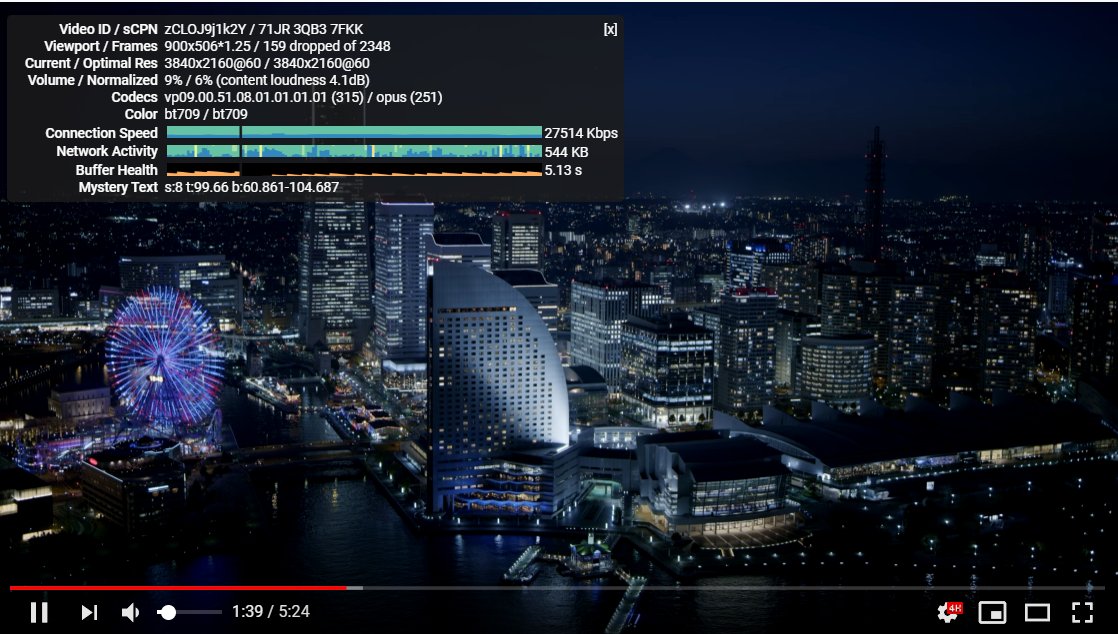 Video ID / sCPN zCLOJ9j1k2Y / 71JR 3QB3 7FKK [x]
Viewport / Frames 900x506*1.25 / 159 dropped of 2348
Current / Optimal Res 3840x2160@60 / 3840x2160@60
Volume / Normalized 9% / 6% (content loudness 4.1dB)
Codecs vp09.00.51.08.01.01.01.01 (315) / opus (251)
Color bt709 / bt709
Connection Speed 27514 Kbps
Network Activity 544 KB
Buffer Health 5.13 s
Mystery Text s:8 t:99.66 b:60.861-104.687
1:39 / 5:24 4K